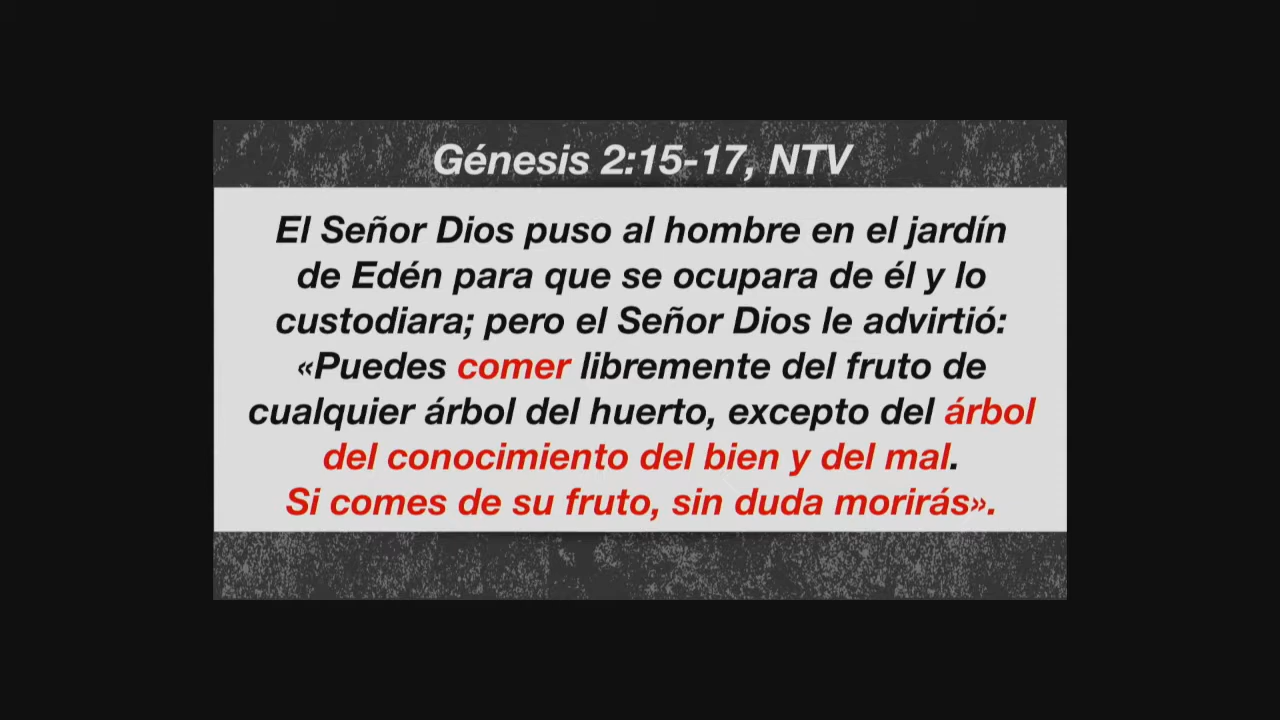 Génesis 2:15-17, NTV
El Señor Dios puso al hombre en el jardín
de Edén para que se ocupara de él y lo
custodiara; pero el Señor Dios le advirtió:
«Puedes comer libremente del fruto de
cualquier árbol del huerto, excepto del árbol
del conocimiento del bien y del mal.
Si comes de su fruto, sin duda morirás».